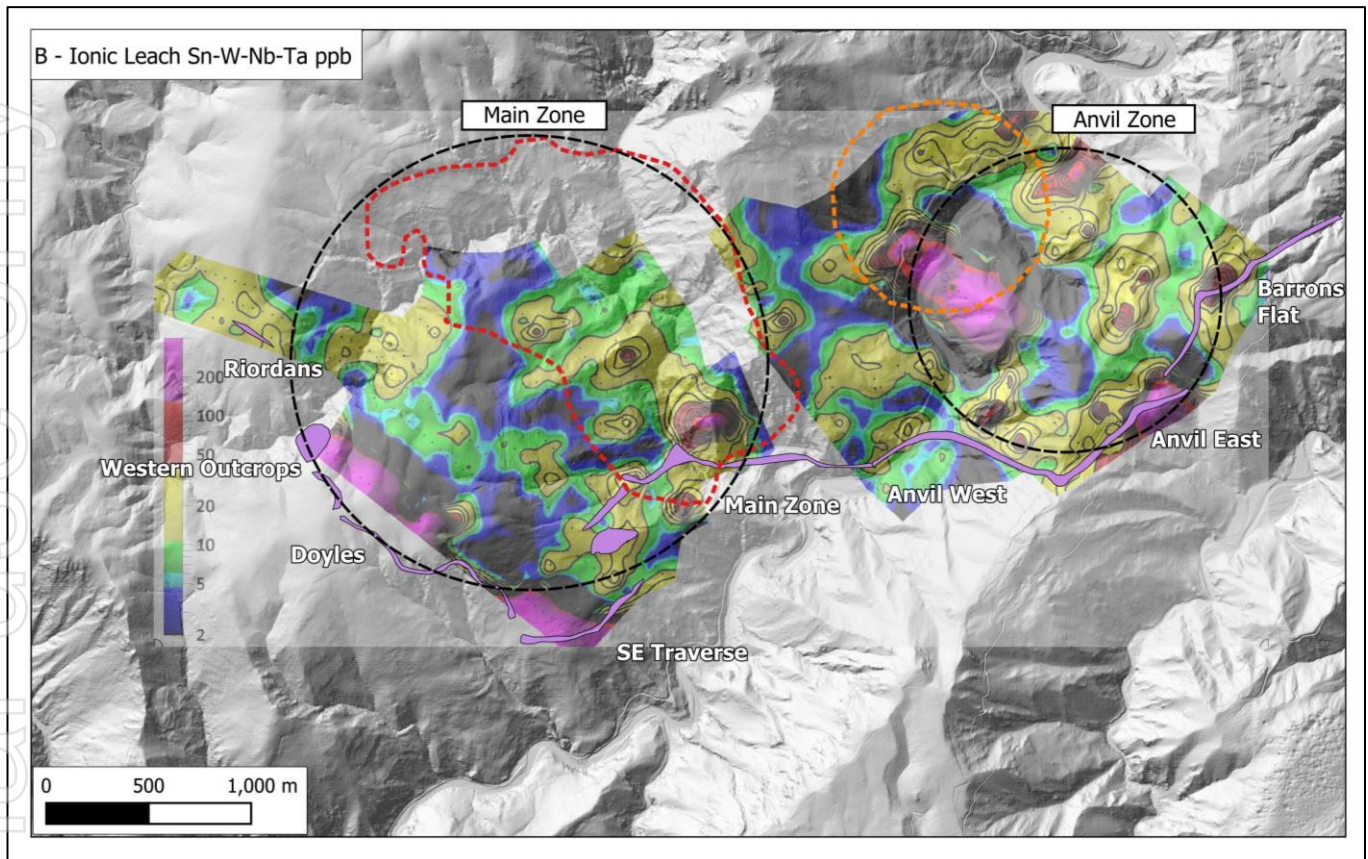 B - Ionic Leach Sn-W-Nb-Ta ppb
Main Zone
Anvil Zone
Barrons
Flat
Riordans
200
100
50
20
10
5
2
Western Outcrops
Anvil East
Anvil West
Main Zone
Doyles
SE Traverse
0 500 1,000 m